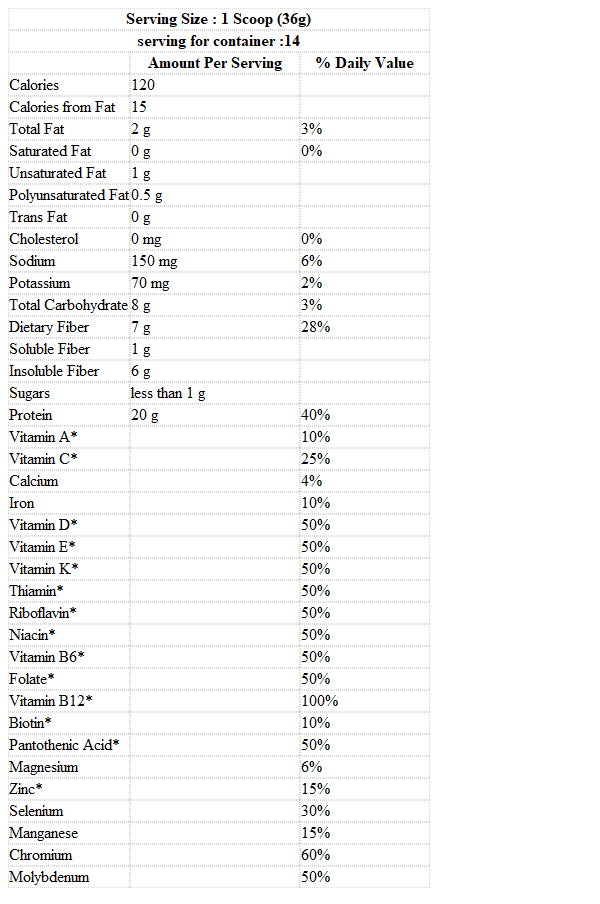 Serving Size : 1 Scoop (36g)
serving for container :14
Amount Per Serving % Daily Value
Calories 120
Calories from Fat 15
Total Fat 2 g 3%
Saturated Fat 0 g 0%
Unsaturated Fat 1 g
Polyunsaturated Fat 0.5 g
Trans Fat 0 g
Cholesterol 0 mg 0%
Sodium 150 mg 6%
Potassium 70 mg 2%
Total Carbohydrate 8 g 3%
Dietary Fiber 7 g 28%
Soluble Fiber 1 g
Insoluble Fiber 6 g
Sugars less than 1 g
Protein 20 g 40%
Vitamin A* 10%
Vitamin C* 25%
Calcium 4%
Iron 10%
Vitamin D* 50%
Vitamin E* 50%
Vitamin K* 50%
Thiamin* 50%
Riboflavin* 50%
Niacin* 50%
Vitamin B6* 50%
Folate* 50%
Vitamin B12* 100%
Biotin* 10%
Pantothenic Acid* 50%
Magnesium 6%
Zinc* 15%
Selenium 30%
Manganese 15%
Chromium 60%
Molybdenum 50%